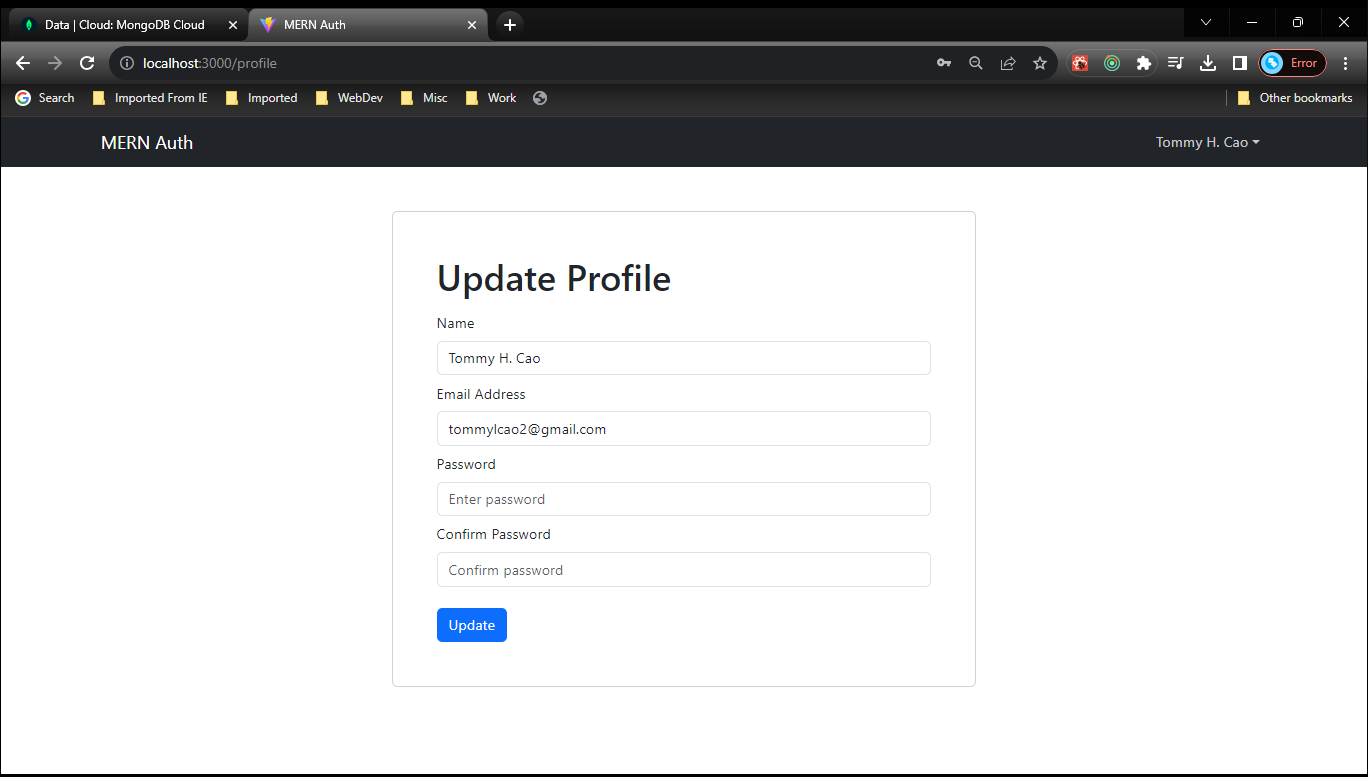 Data | Cloud: MongoDB Cloud
MERN Auth
localhost:3000/profile
Error
Search
Imported From IE
Imported
WebDev
Misc
Work
Other bookmarks
MERN Auth
Tommy H. Cao
Update Profile
Name
Tommy H. Cao
Email Address
tommylcao2@gmail.com
Password
Enter password
Confirm Password
Confirm password
Update